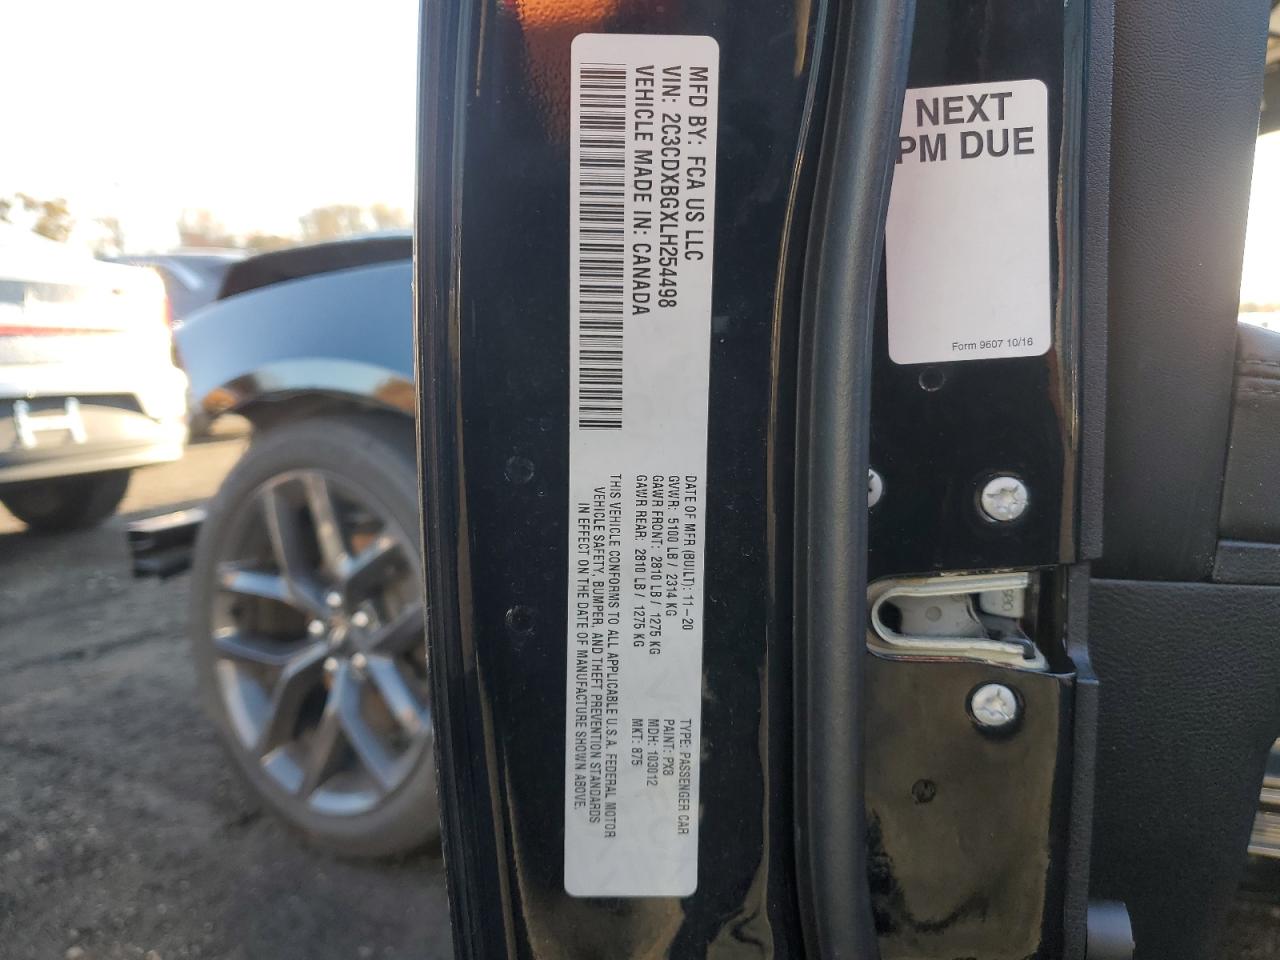 MFD BY: FCA US LLC
VIN: 2C3CDXBGXLH254498
VEHICLE MADE IN: CANADA
DATE OF MFR (BUILT): 11-20
GVWR: 5100 LB / 2314 KG
GAWR FRONT: 2810 LB / 1275 KG
GAWR REAR: 2810 LB / 1275 KG
THIS VEHICLE CONFORMS TO ALL APPLICABLE U.S.A. FEDERAL MOTOR
VEHICLE SAFETY, BUMPER, AND THEFT PREVENTION STANDARDS
IN EFFECT ON THE DATE OF MANUFACTURE SHOWN ABOVE.
TYPE: PASSENGER CAR
PAINT: PX8
MDH: 103012
MKT: 875
NEXT
PM DUE
Form 9607 10/16